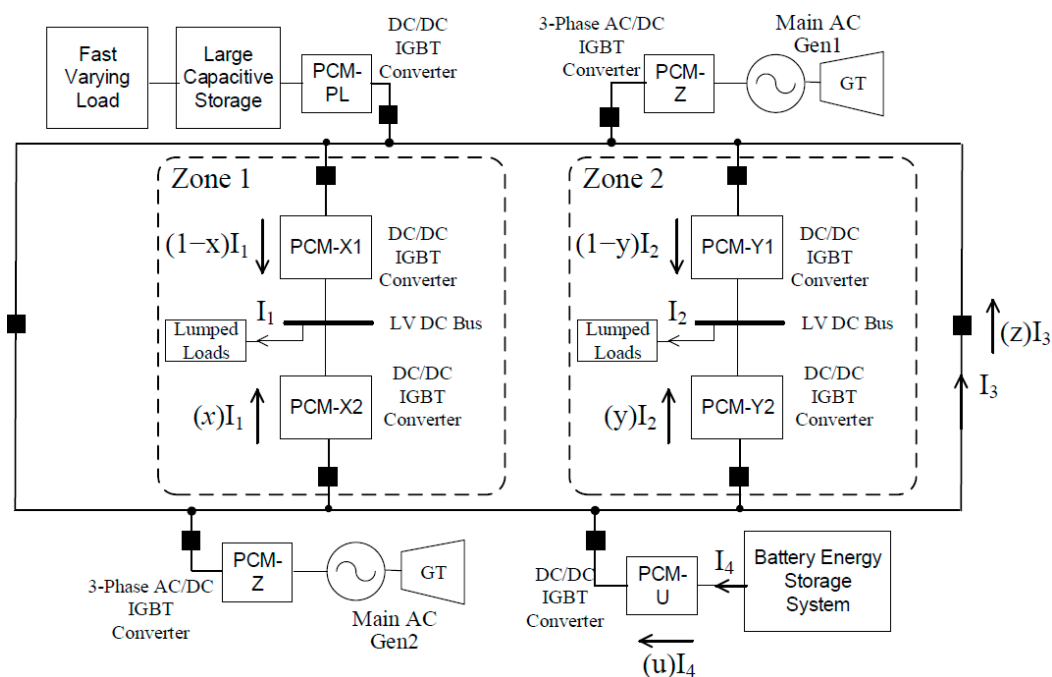 Fast
Varying
Load
Large
Capacitive
Storage
PCM-
PL
DC/DC
IGBT
Converter
3-Phase AC/DC
IGBT
Converter
PCM-
Z
Main AC
Gen1
GT
Zone 1
(1−x)I1
PCM-X1
DC/DC
IGBT
Converter
I1
Lumped
Loads
LV DC Bus
(x)I1
PCM-X2
DC/DC
IGBT
Converter
Zone 2
(1−y)I2
PCM-Y1
DC/DC
IGBT
Converter
I2
Lumped
Loads
LV DC Bus
(y)I2
PCM-Y2
DC/DC
IGBT
Converter
(z)I3
I3
3-Phase AC/DC
IGBT
Converter
PCM-
Z
GT
Main AC
Gen2
DC/DC
IGBT
Converter
PCM-
U
I4
(u)I4
Battery Energy
Storage
System